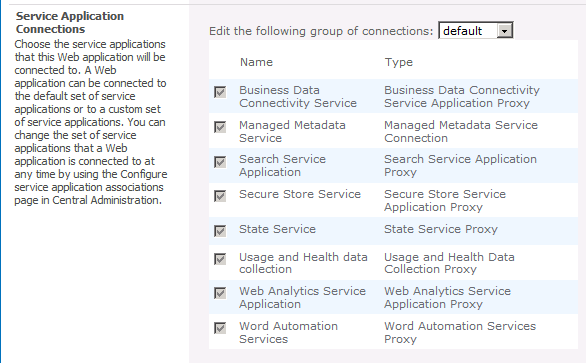 Service Application
Connections
Choose the service applications
that this Web application will be
connected to. A Web
application can be connected to
the default set of service
applications or to a custom set
of service applications. You can
change the set of service
applications that a Web
application is connected to at
any time by using the Configure
service application associations
page in Central Administration.
Edit the following group of connections: default
Name Type
Business Data Business Data Connectivity
Connectivity Service Service Application Proxy
Managed Metadata Managed Metadata Service
Service Connection
Search Service Search Service Application
Application Proxy
Secure Store Service Secure Store Service
Application Proxy
State Service State Service Proxy
Usage and Health data Usage and Health Data
collection Collection Proxy
Web Analytics Service Web Analytics Service
Application Application Proxy
Word Automation Word Automation Services
Services Proxy